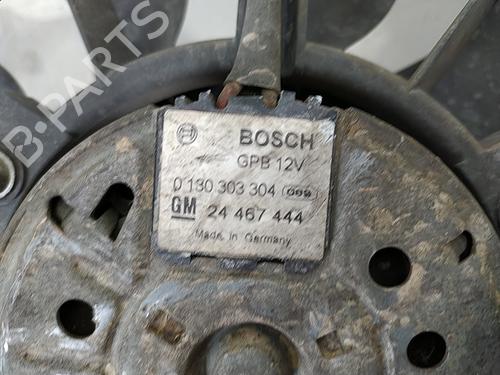 BOSCH
GPB 12V
0 130 303 304
GM 24 467 444
Made in Germany
B-PARTS